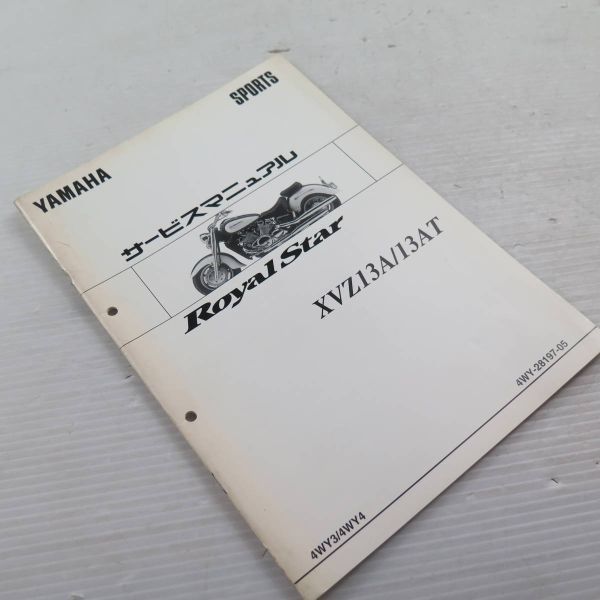 YAMAHA
SPORTS
サービスマニュアル
Royal Star
XVZ13A/13AT
4WY-28197-05
4WY3/4WY4